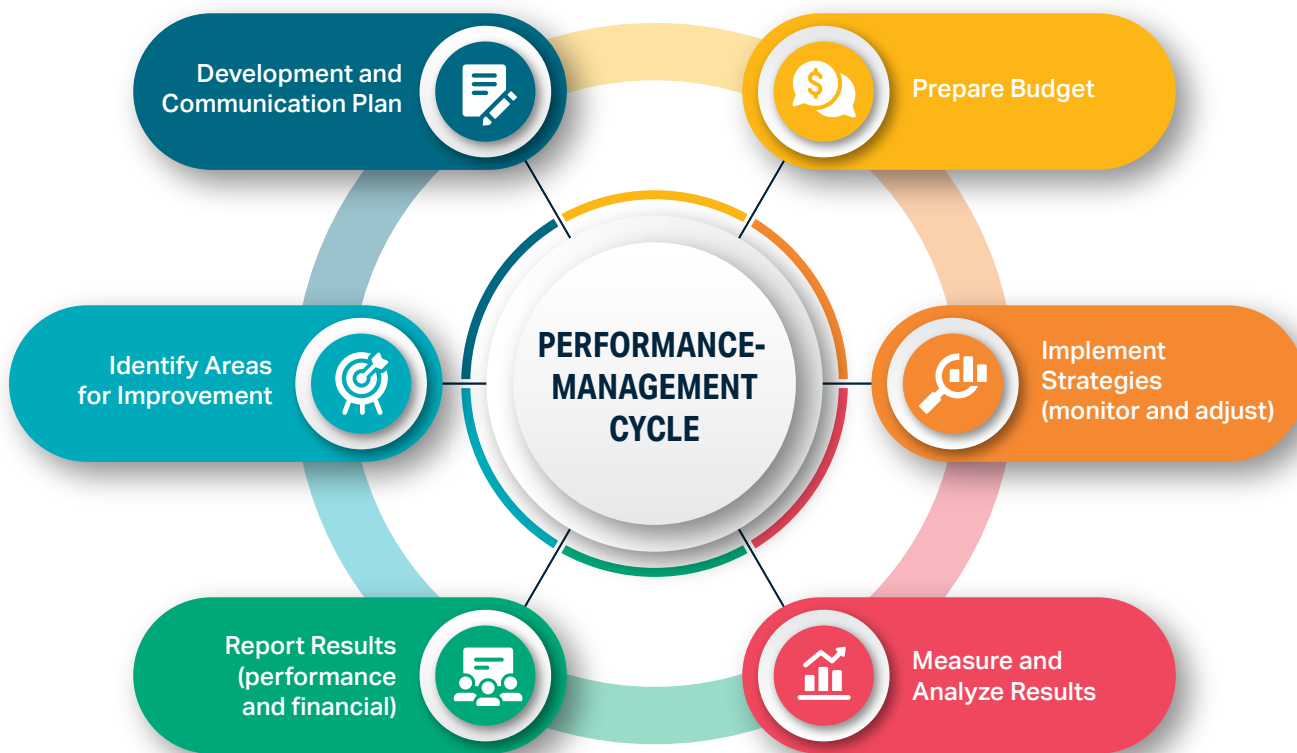 Development and
Communication Plan
$
Prepare Budget
Identify Areas
for Improvement
PERFORMANCE-
MANAGEMENT
CYCLE
Implement
Strategies
(monitor and adjust)
Report Results
(performance
and financial)
Measure and
Analyze Results